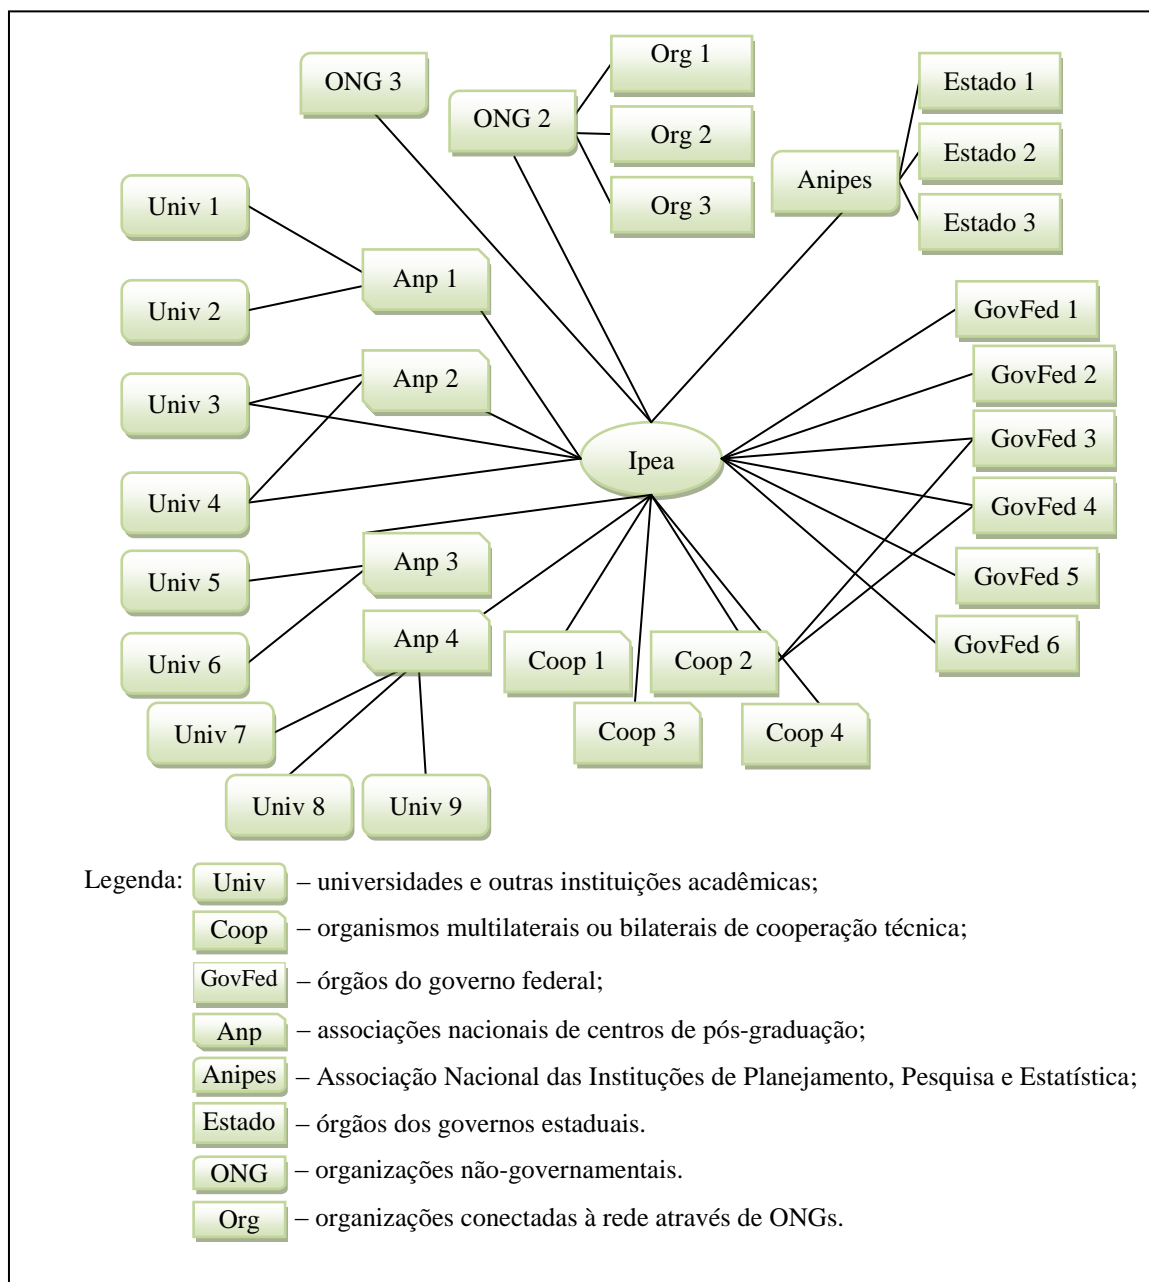 ONG 3
ONG 2
Org 1
Org 2
Org 3
Anipes
Estado 1
Estado 2
Estado 3
Univ 1
Univ 2
Univ 3
Univ 4
Univ 5
Univ 6
Univ 7
Univ 8
Univ 9
Anp 1
Anp 2
Anp 3
Anp 4
Ipea
GovFed 1
GovFed 2
GovFed 3
GovFed 4
GovFed 5
GovFed 6
Coop 1
Coop 2
Coop 3
Coop 4
Legenda: Univ – universidades e outras instituições acadêmicas;
Coop – organismos multilaterais ou bilaterais de cooperação técnica;
GovFed – órgãos do governo federal;
Anp – associações nacionais de centros de pós-graduação;
Anipes – Associação Nacional das Instituções de Planejamento, Pesquisa e Estatística;
Estado – órgãos dos governos estaduais.
ONG – organizações não-governamentais.
Org – organizações conectadas à rede através de ONGs.